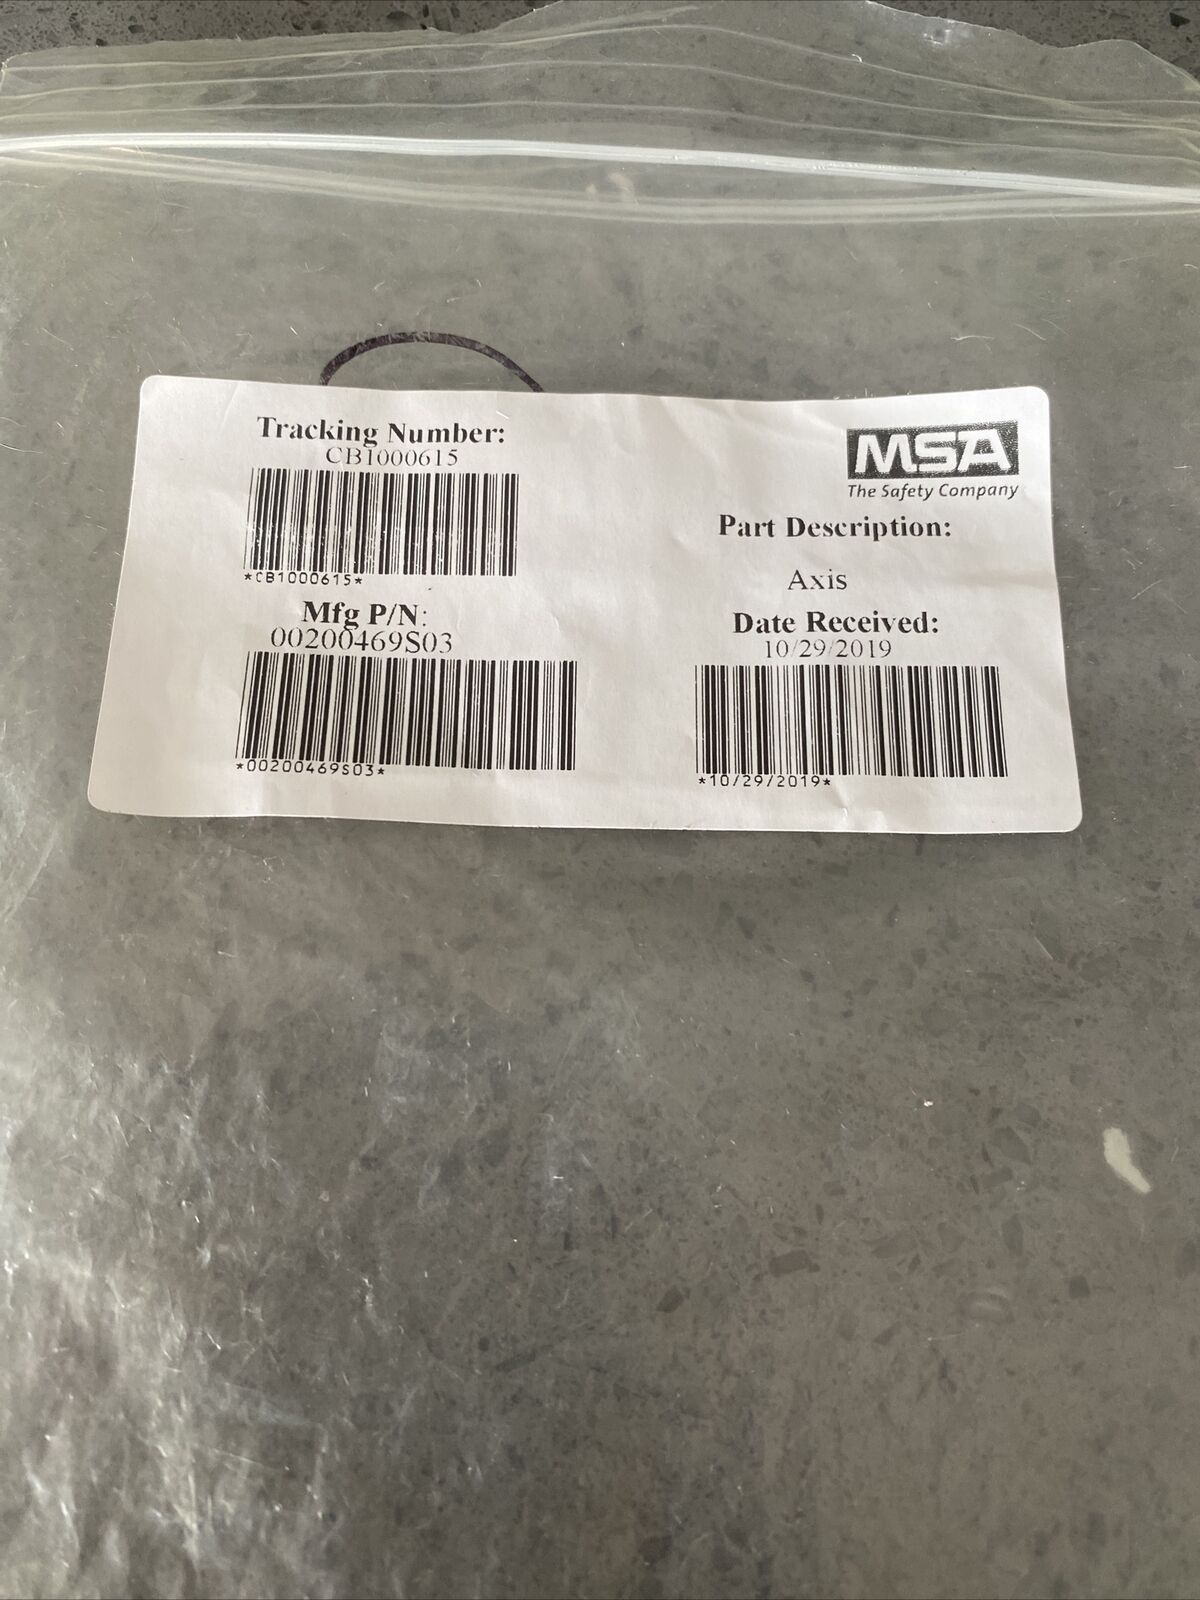 Tracking Number:
CB1000615
*CB1000615*
Mfg P/N:
00200469S03
*00200469S03*
MSA
The Safety Company
Part Description:
Axis
Date Received:
10/29/2019
*10/29/2019*